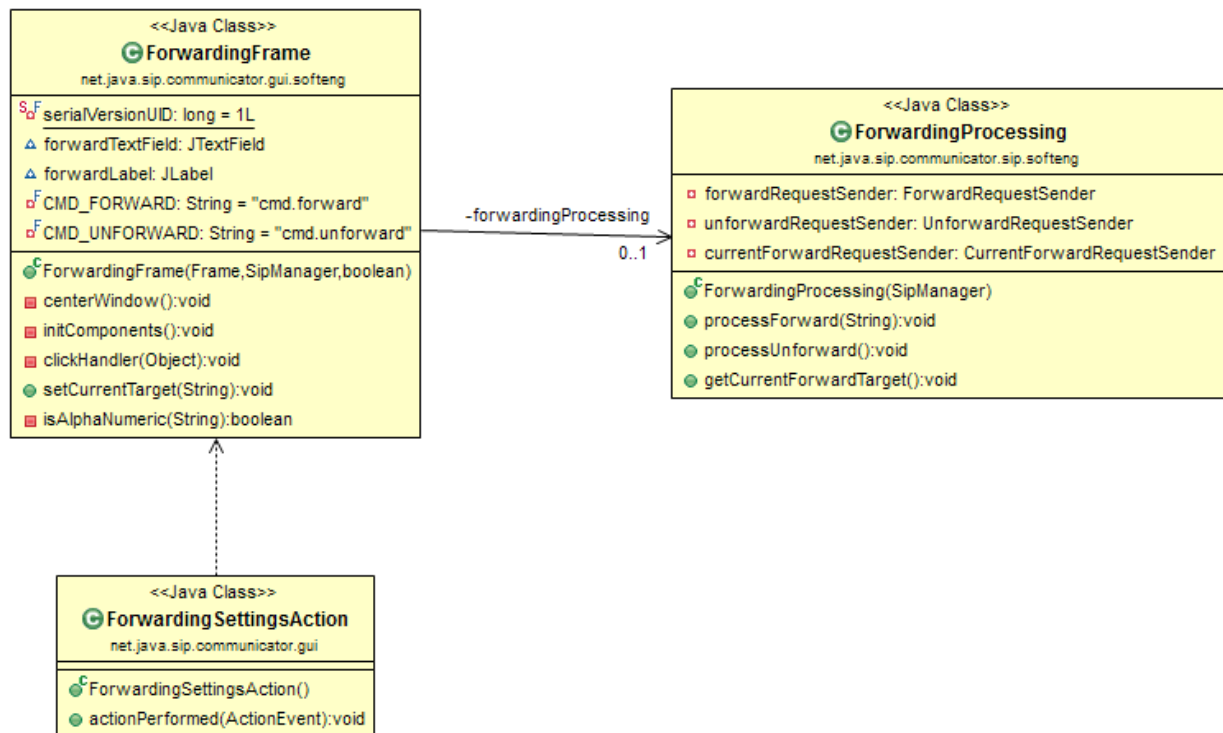 <<Java Class>>
ForwardingFrame
net.java.sip.communicator.gui.softeng
serialVersionUID: long = 1L
forwardTextField: JTextField
forwardLabel: JLabel
CMD_FORWARD: String = "cmd.forward"
CMD_UNFORWARD: String = "cmd.unforward"
ForwardingFrame(Frame,SipManager,boolean)
centerWindow():void
initComponents():void
clickHandler(Object):void
setCurrentTarget(String):void
isAlphaNumeric(String):boolean
-forwardingProcessing
0..1
<<Java Class>>
ForwardingProcessing
net.java.sip.communicator.sip.softeng
forwardRequestSender: ForwardRequestSender
unforwardRequestSender: UnforwardRequestSender
currentForwardRequestSender: CurrentForwardRequestSender
ForwardingProcessing(SipManager)
processForward(String):void
processUnforward():void
getCurrentForwardTarget():void
<<Java Class>>
ForwardingSettingsAction
net.java.sip.communicator.gui
ForwardingSettingsAction()
actionPerformed(ActionEvent):void